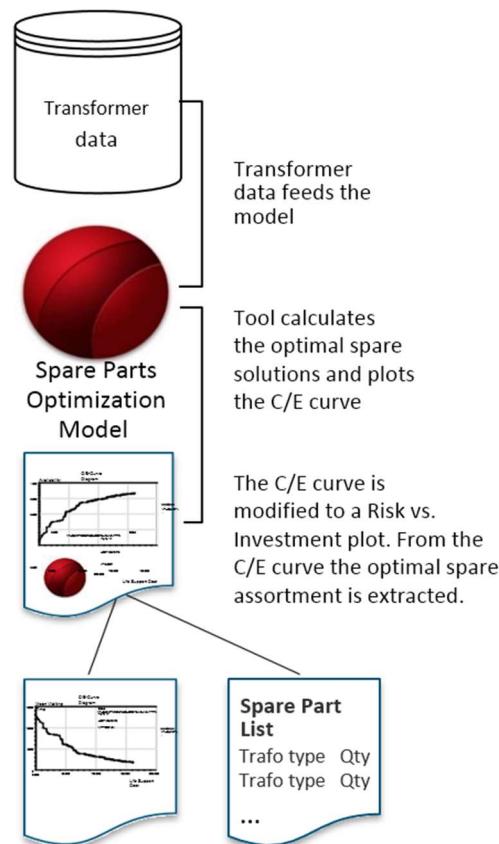 Transformer
data
Transformer
data feeds the
model
Tool calculates
the optimal spare
solutions and plots
the C/E curve
Spare Parts
Optimization
Model
The C/E curve is
modified to a Risk vs.
Investment plot. From the
C/E curve the optimal spare
assortment is extracted.
Diagram
Diagram
Spare Part
List
Trafo type Qty
Trafo type Qty
...